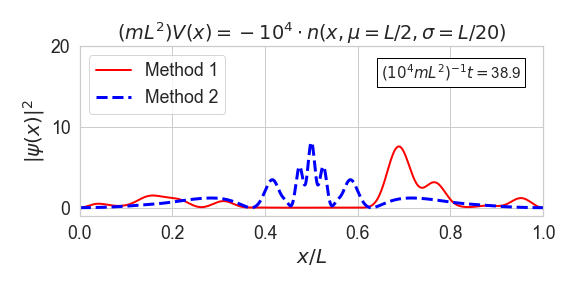 (mL²)V(x) = −10⁴ · n(x, μ = L/2, σ = L/20)
20
10
0
|ψ(x)|²
Method 1
Method 2
(10⁴mL²)⁻¹t = 38.9
0.0 0.2 0.4 0.6 0.8 1.0
x/L